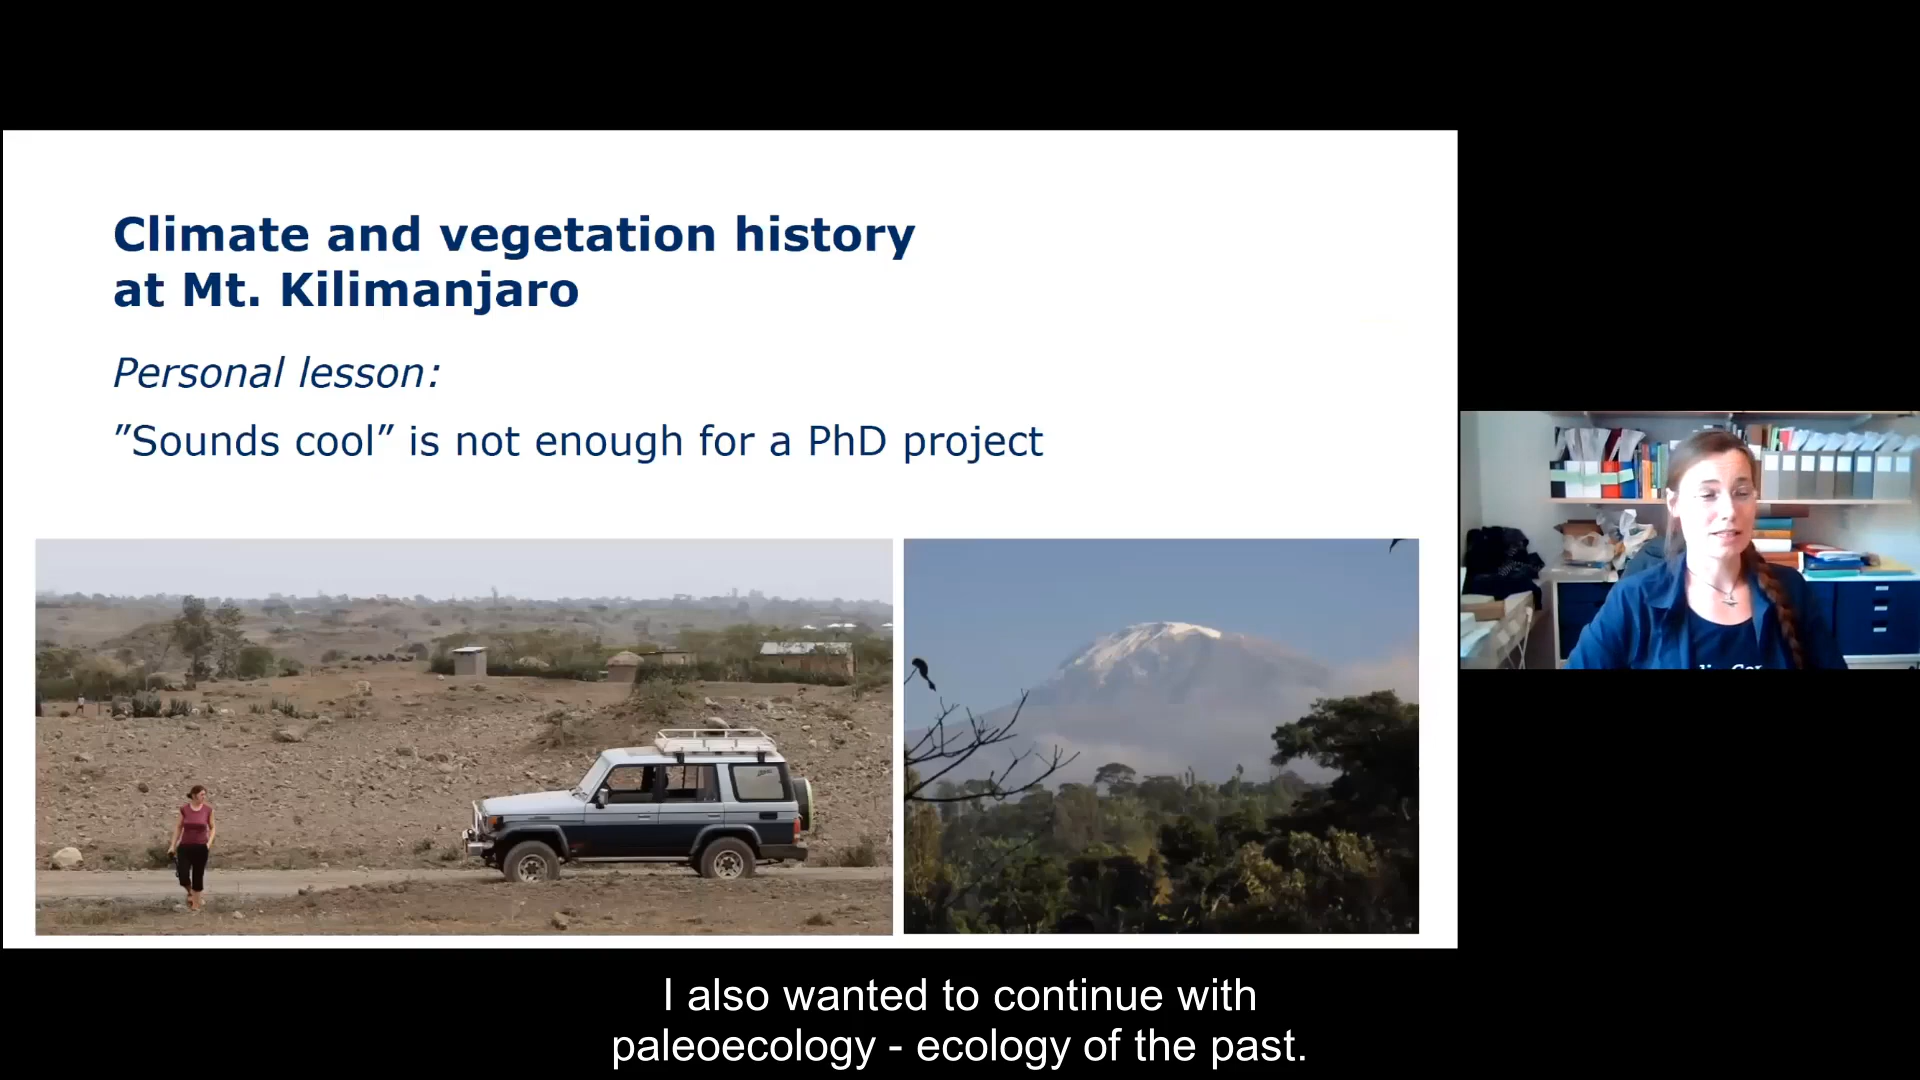 Climate and vegetation history
at Mt. Kilimanjaro
Personal lesson:
”Sounds cool” is not enough for a PhD project
I also wanted to continue with
paleoecology - ecology of the past.